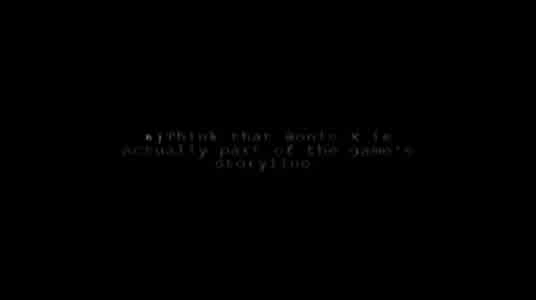 Think that Sonic X is
actually part of the game's
storyline